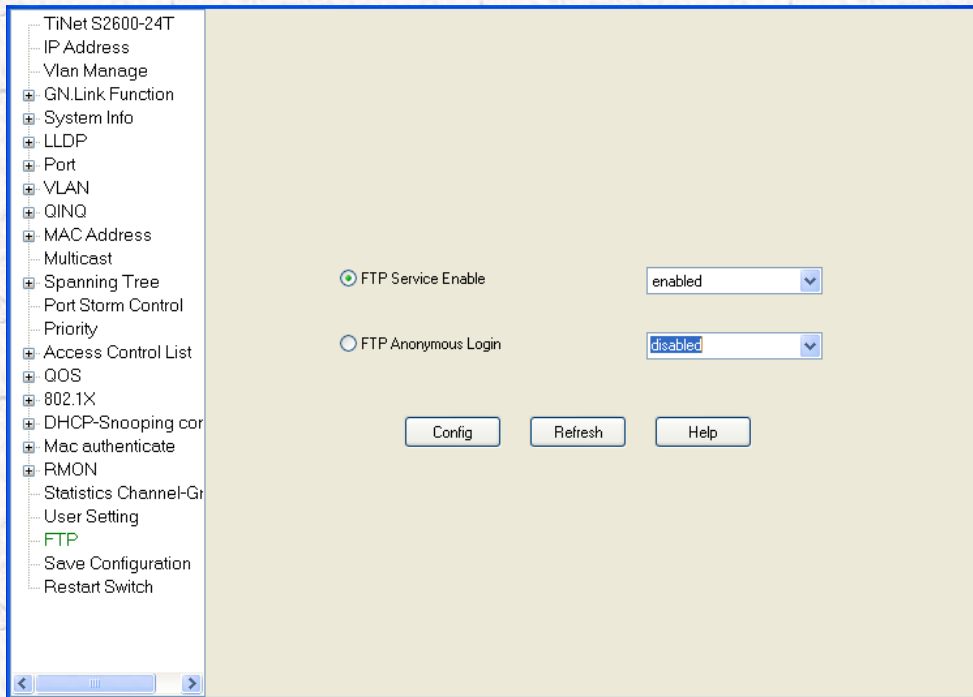 TiNet S2600-24T
IP Address
Vlan Manage
GN.Link Function
System Info
LLDP
Port
VLAN
QINQ
MAC Address
Multicast
Spanning Tree
Port Storm Control
Priority
Access Control List
QOS
802.1X
DHCP-Snooping cor
Mac authenticate
RMON
Statistics Channel-Gr
User Setting
FTP
Save Configuration
Restart Switch
FTP Service Enable enabled
FTP Anonymous Login disabled
Config Refresh Help